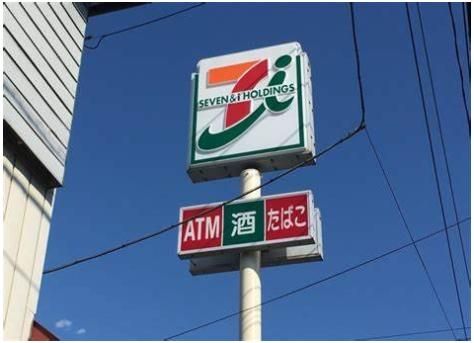 7i
SEVEN & i HOLDINGS
ATM 酒 たばこ